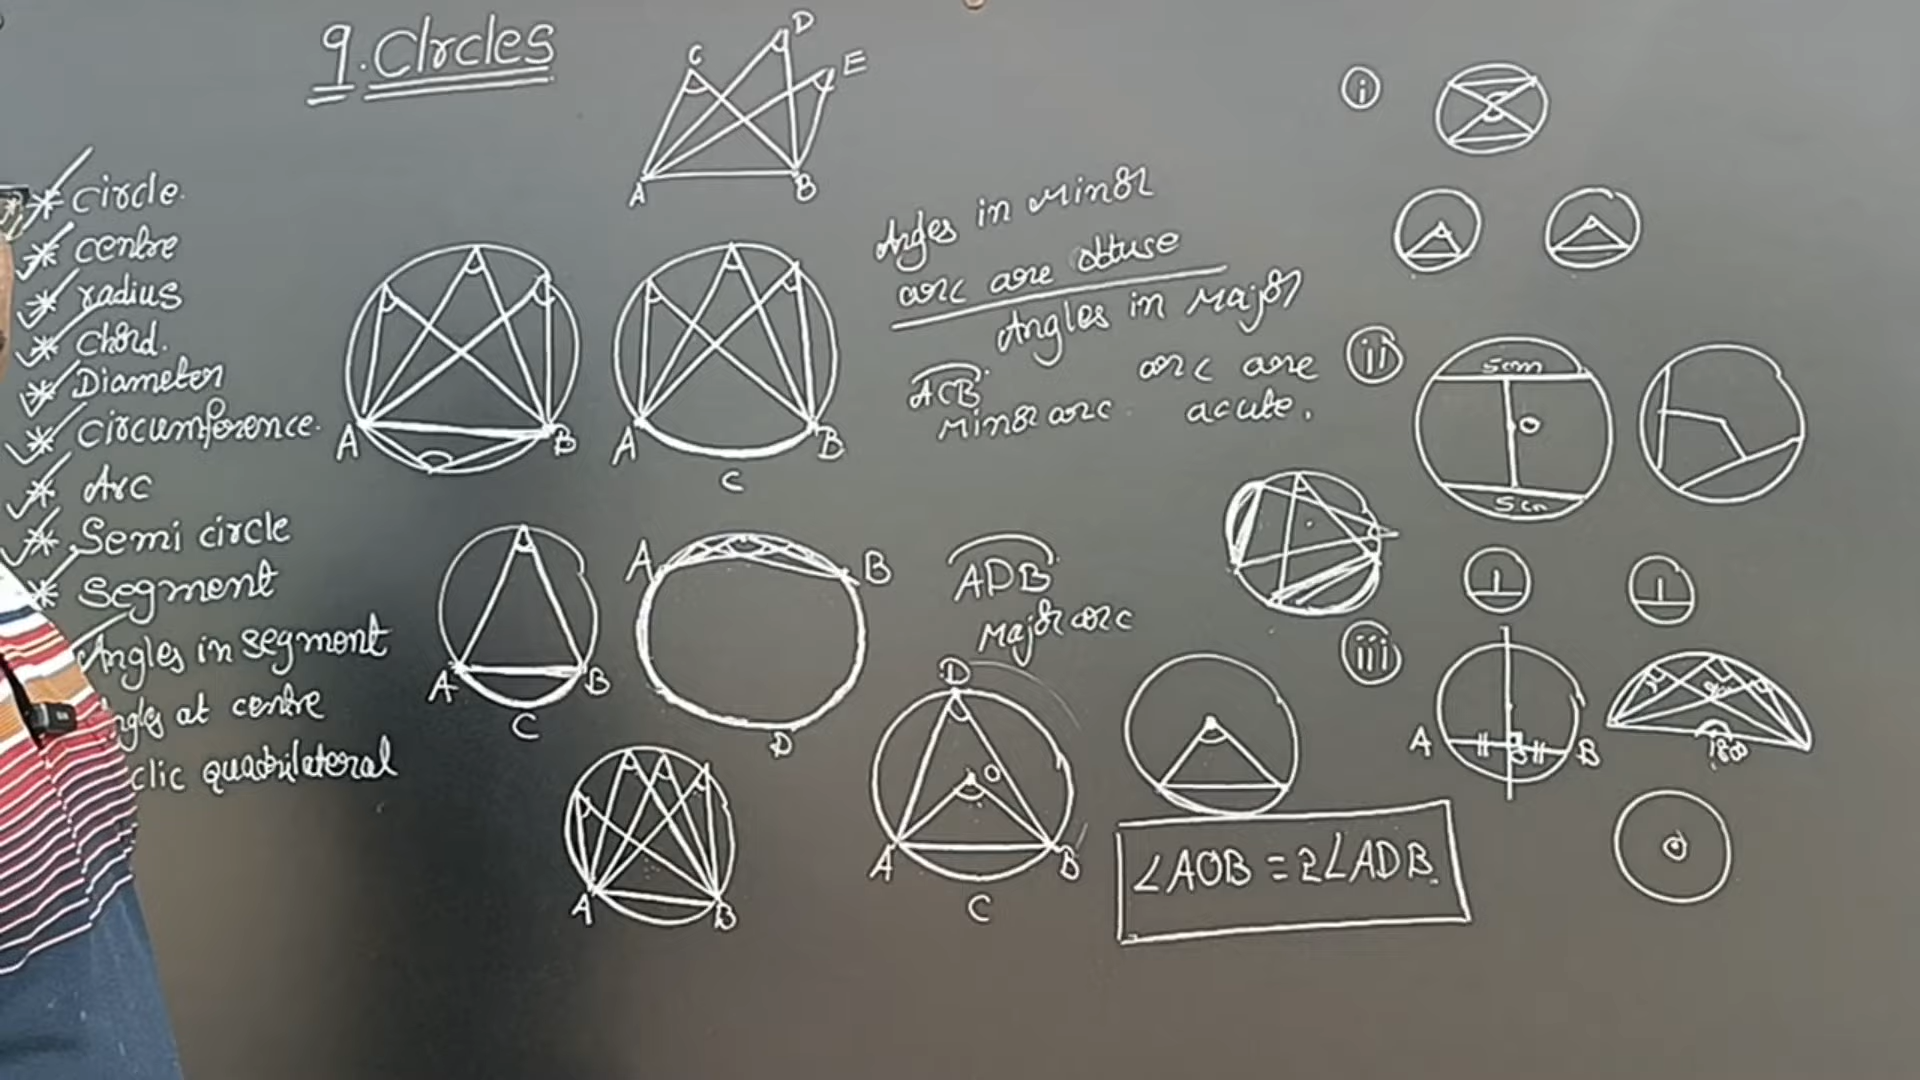 9. Circles
C
D
E
A
B
Circle.
centre
radius
chord.
Diameter
circumference.
Arc
Semi circle
Segment
Angles in segment
ngles at centre
clic quadrilateral
A
B
A
B
C
Angles in minor
arc are obtuse
Angles in Major
arc are
acute.
ACB
Minor arc.
A
B
C
A
B
D
ADB
Major arc
A
B
D
O
A
B
C
∠AOB = 2∠ADB.
i
ii
5cm
O
5cm
iii
A
B
180